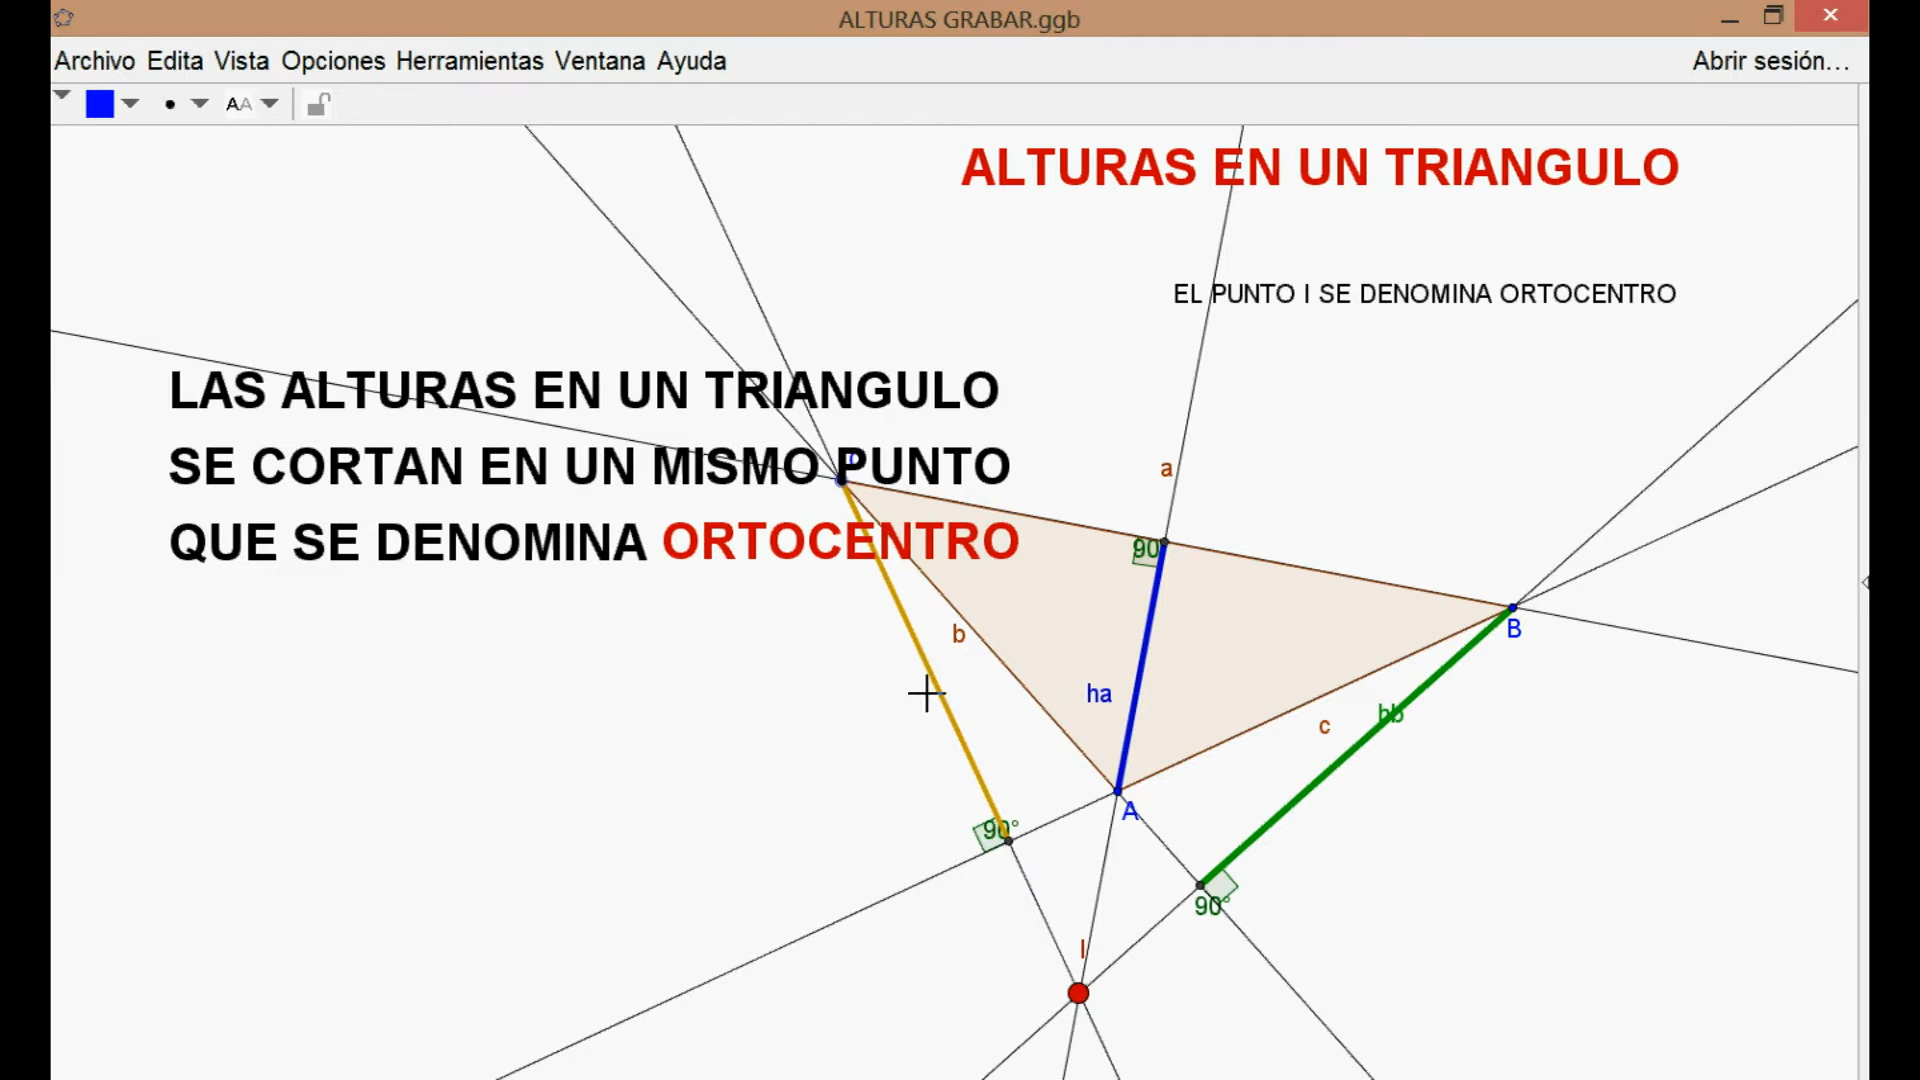 ALTURAS GRABAR.ggb
Archivo Edita Vista Opciones Herramientas Ventana Ayuda
Abrir sesión...
AA
ALTURAS EN UN TRIANGULO
EL PUNTO I SE DENOMINA ORTOCENTRO
LAS ALTURAS EN UN TRIANGULO
SE CORTAN EN UN MISMO PUNTO
QUE SE DENOMINA ORTOCENTRO
a
90
b
B
ha
hb
c
A
90°
90°
I